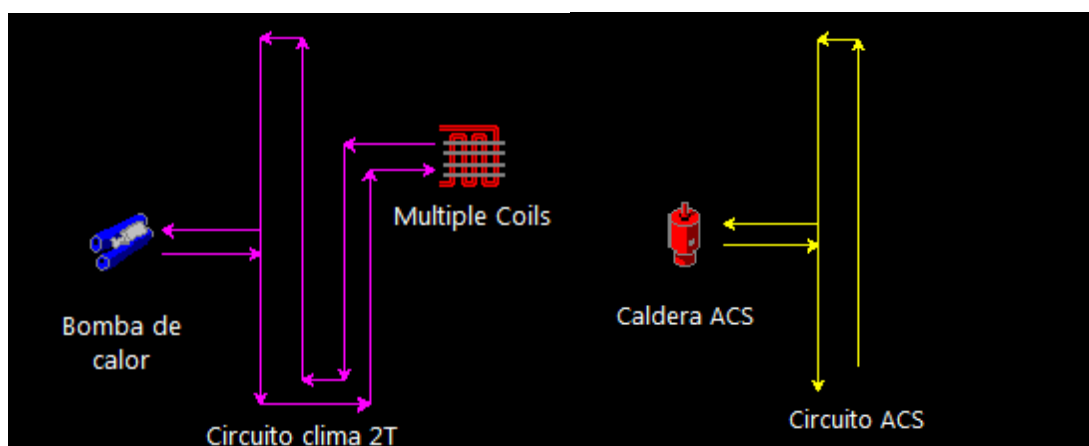 Multiple Coils
Bomba de
calor
Circuito clima 2T
Caldera ACS
Circuito ACS